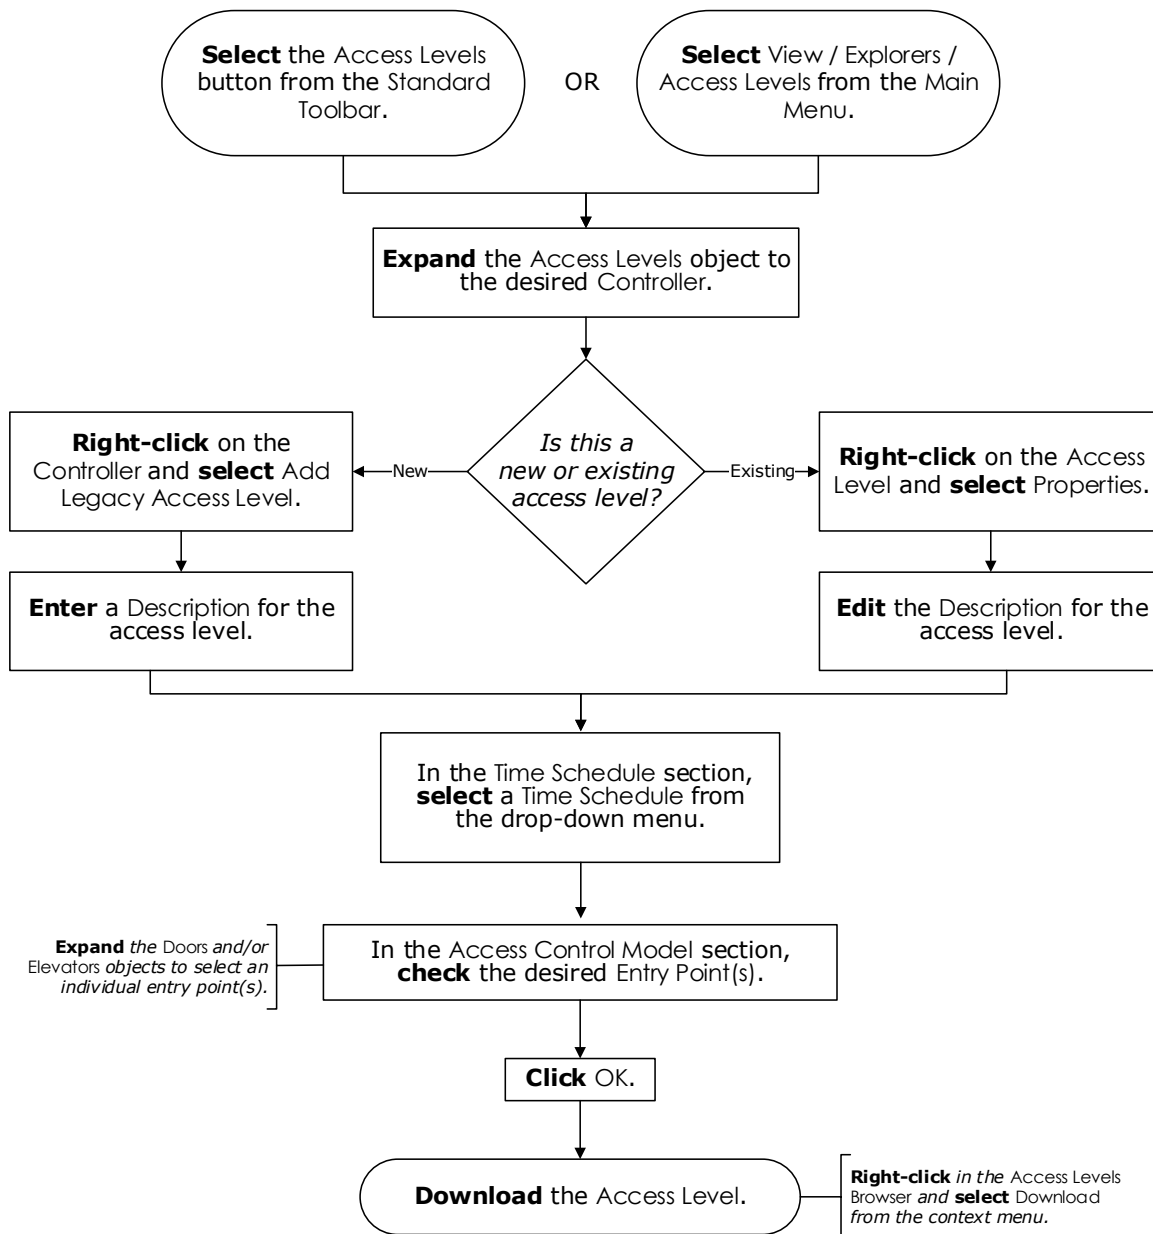 Select the Access Levels
button from the Standard
Toolbar.
OR
Select View / Explorers /
Access Levels from the Main
Menu.
Expand the Access Levels object to
the desired Controller.
Is this a
new or existing
access level?
New
Existing
Right-click on the
Controller and select Add
Legacy Access Level.
Right-click on the Access
Level and select Properties.
Enter a Description for the
access level.
Edit the Description for the
access level.
In the Time Schedule section,
select a Time Schedule from
the drop-down menu.
Expand the Doors and/or
Elevators objects to select an
individual entry point(s).
In the Access Control Model section,
check the desired Entry Point(s).
Click OK.
Download the Access Level.
Right-click in the Access Levels
Browser and select Download
from the context menu.